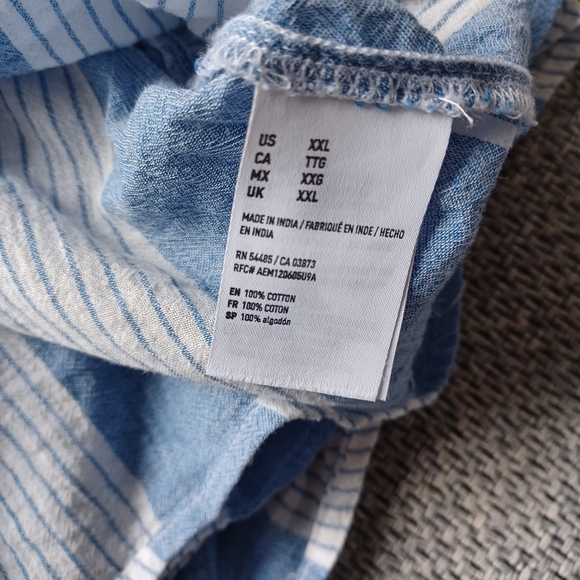 US XXL
CA TTG
MX XXG
UK XXL
MADE IN INDIA / FABRIQUÉ EN INDE / HECHO
EN INDIA
RN 54485 / CA 03873
RFC# AEM120605U9A
EN 100% COTTON
FR 100% COTON
SP 100% algodón